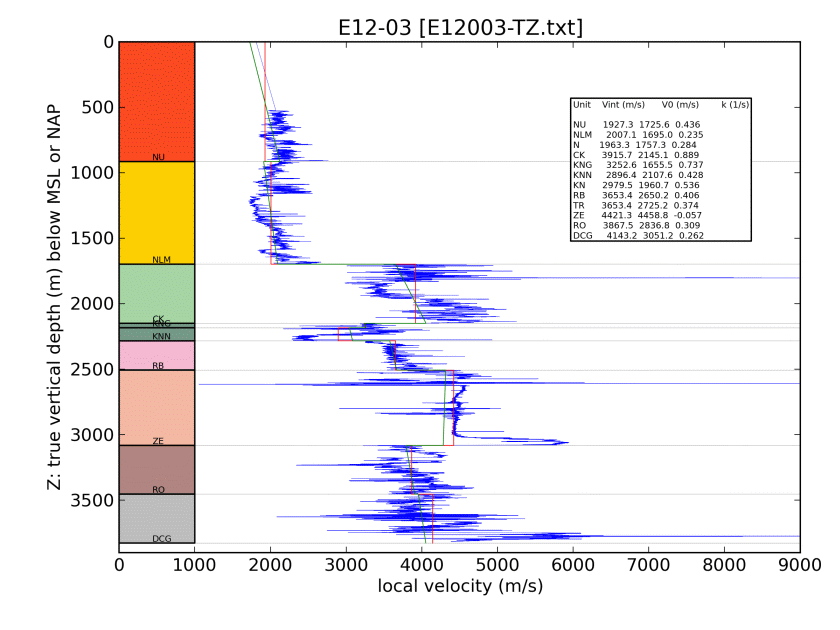 E12-03 [E12003-TZ.txt]
Z: true vertical depth (m) below MSL or NAP
0
500
1000
1500
2000
2500
3000
3500
NU
NLM
CK
KNG
KNN
RB
ZE
RO
DCG
Unit Vint (m/s) V0 (m/s) k (1/s)
NU 1927.3 1725.6 0.436
NLM 2007.1 1695.0 0.235
N 1963.3 1757.3 0.284
CK 3915.7 2145.1 0.889
KNG 3252.6 1655.5 0.737
KNN 2896.4 2107.6 0.428
KN 2979.5 1960.7 0.536
RB 3653.4 2650.2 0.406
TR 3653.4 2725.2 0.374
ZE 4421.3 4458.8 -0.057
RO 3867.5 2836.8 0.309
DCG 4143.2 3051.2 0.262
0 1000 2000 3000 4000 5000 6000 7000 8000 9000
local velocity (m/s)